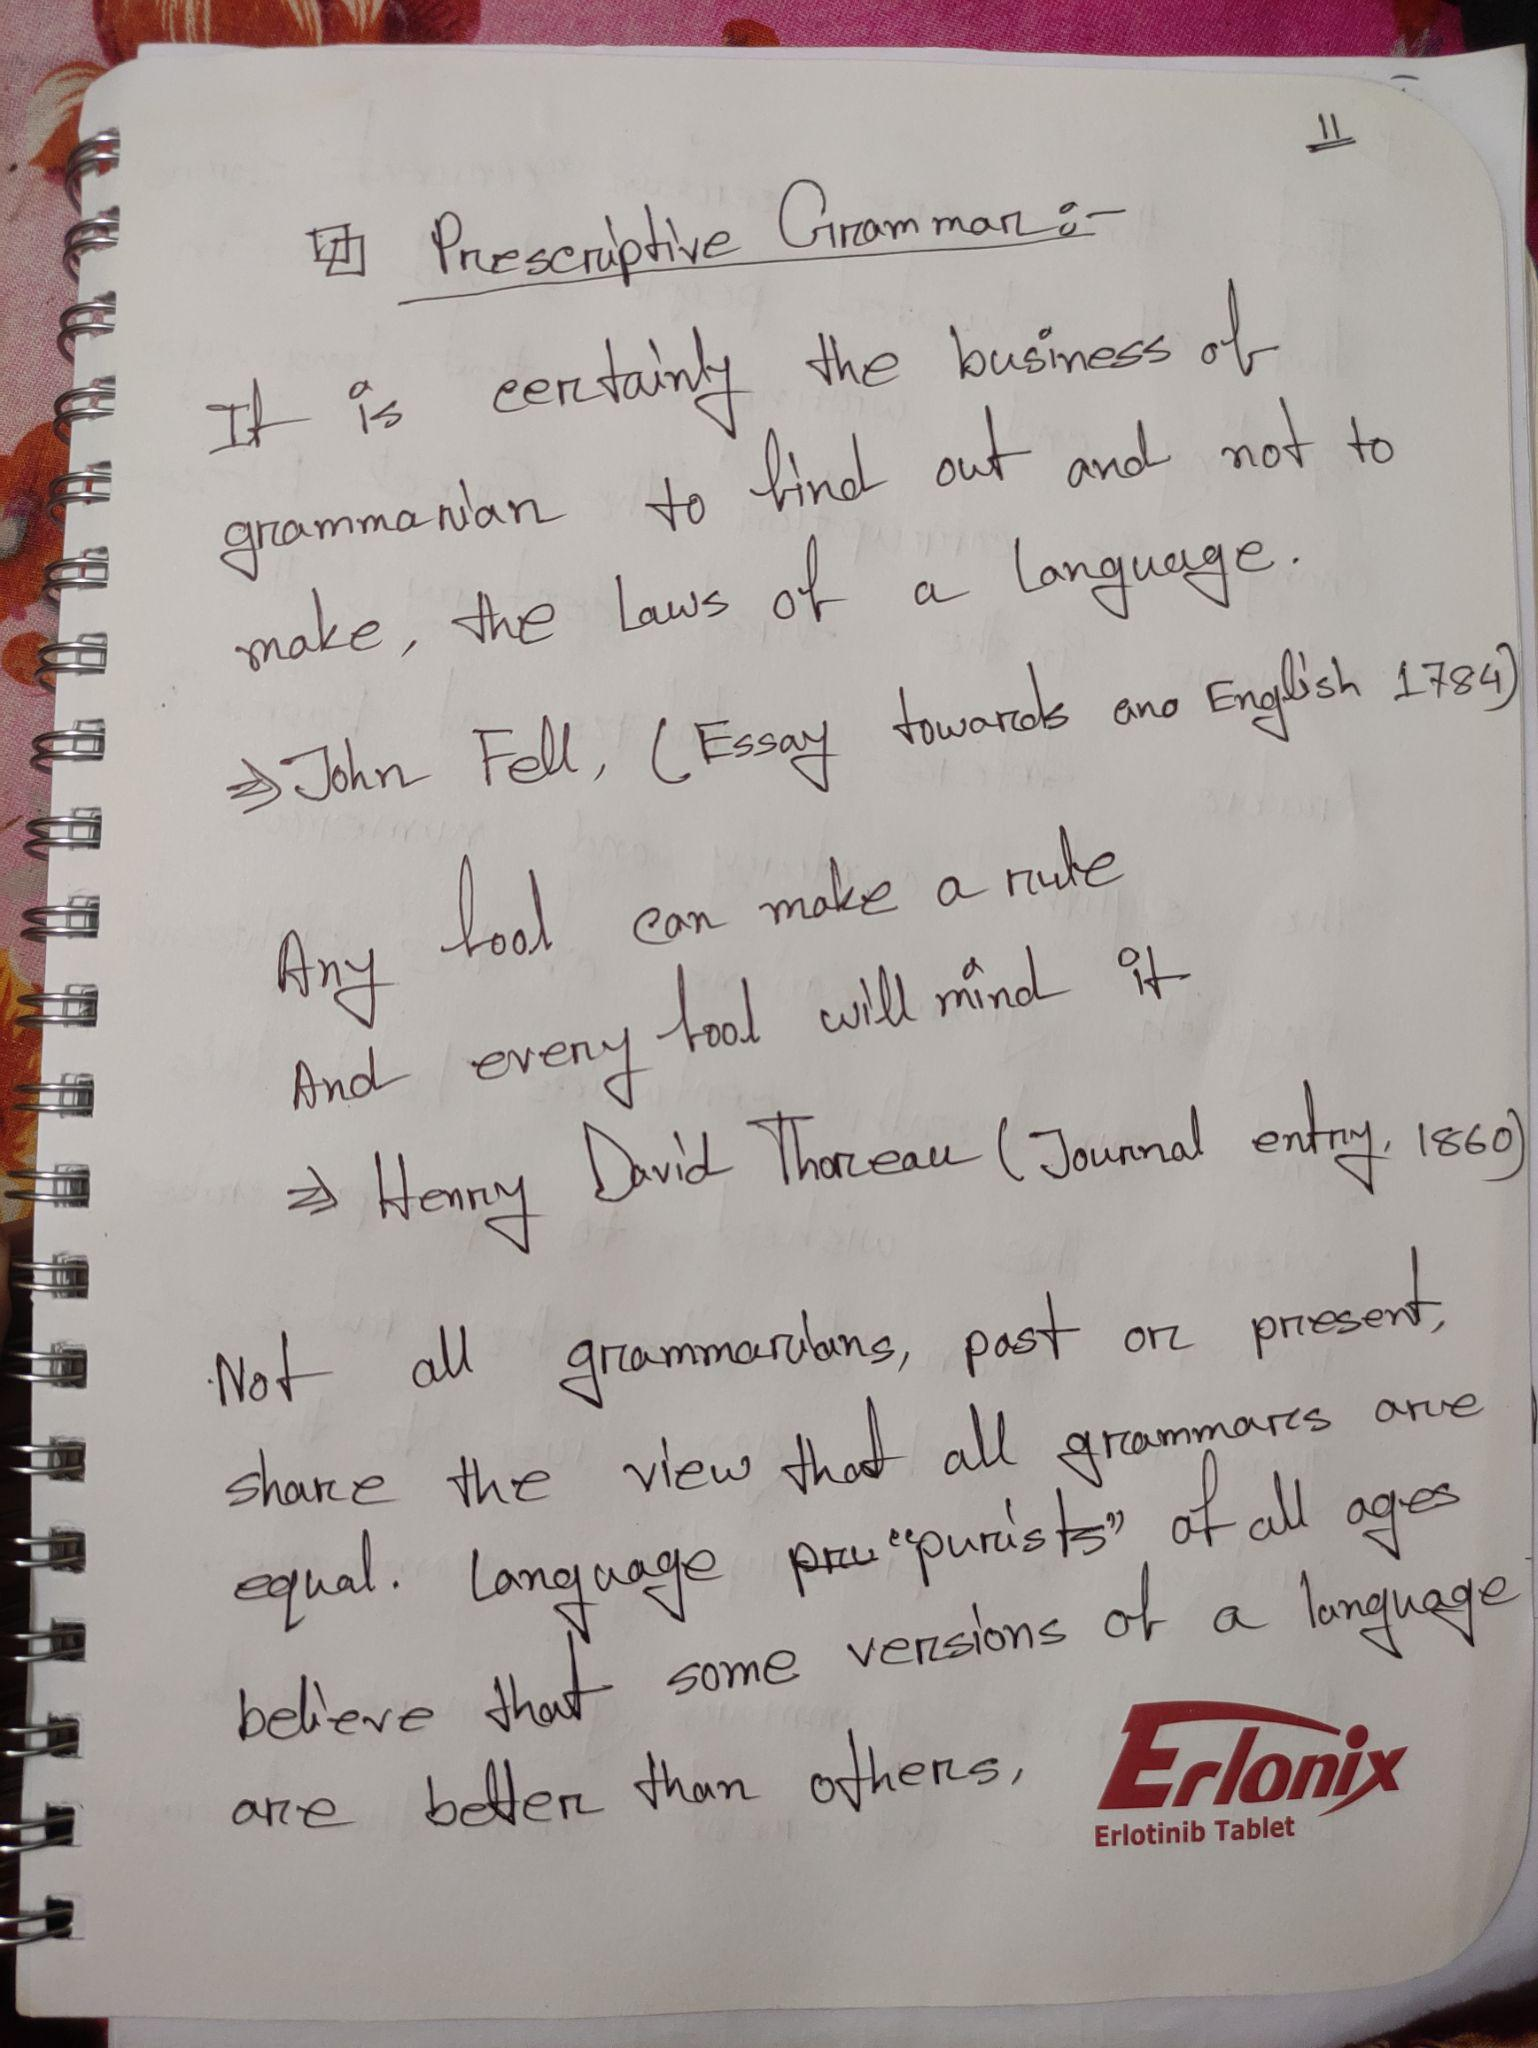 11
Prescriptive Grammar :-
It is certainly the business of
grammarian to find out and not to
make, the laws of a language.
⇒ John Fell, (Essay towards ano English 1784)
Any fool can make a rule
And every fool will mind it
⇒ Henry David Thoreau (Journal entry, 1860)
Not all grammarians, past or present,
share the view that all grammars are
equal. Language pru "purists" of all ages
believe that some versions of a language
are better than others,
Erlonix
Erlotinib Tablet